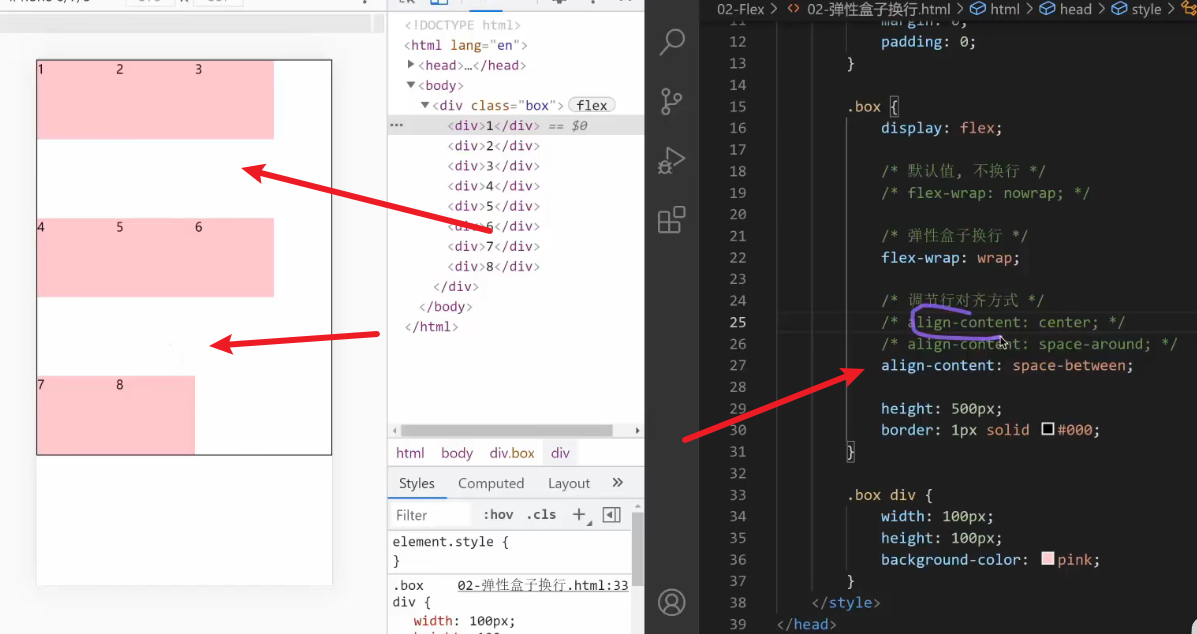 1 2 3
4 5 6
7 8
<!DOCTYPE html>
<html lang="en">
<head>…</head>
<body>
<div class="box"> flex
<div>1</div> == $0
<div>2</div>
<div>3</div>
<div>4</div>
<div>5</div>
<div>6</div>
<div>7</div>
<div>8</div>
</div>
</body>
</html>
html body div.box div
Styles Computed Layout »
Filter :hov .cls +
element.style {
}
.box 02-弹性盒子换行.html:33
div {
width: 100px;
02-Flex > <> 02-弹性盒子换行.html > html > head > style >
11 margin: 0;
12 padding: 0;
13 }
14
15 .box {
16 display: flex;
17
18 /* 默认值, 不换行 */
19 /* flex-wrap: nowrap; */
20
21 /* 弹性盒子换行 */
22 flex-wrap: wrap;
23
24 /* 调节行对齐方式 */
25 /* align-content: center; */
26 /* align-content: space-around; */
27 align-content: space-between;
28
29 height: 500px;
30 border: 1px solid #000;
31 }
32
33 .box div {
34 width: 100px;
35 height: 100px;
36 background-color: pink;
37 }
38 </style>
39 </head>